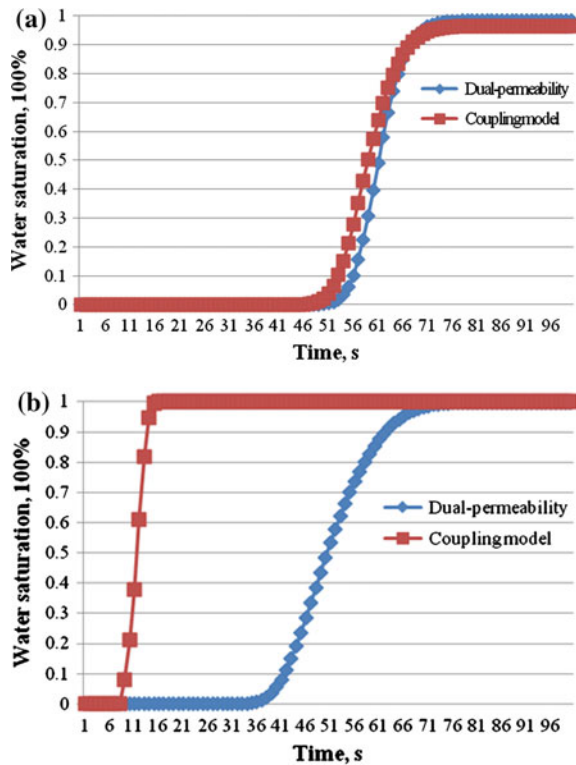 (a)
1
0.9
0.8
0.7
0.6
0.5
0.4
0.3
0.2
0.1
0
Water saturation, 100%
Dual-permeability
Coupling model
1 6 11 16 21 26 31 36 41 46 51 56 61 66 71 76 81 86 91 96
Time, s
(b)
1
0.9
0.8
0.7
0.6
0.5
0.4
0.3
0.2
0.1
0
Water saturation, 100%
Dual-permeability
Coupling model
1 6 11 16 21 26 31 36 41 46 51 56 61 66 71 76 81 86 91 96
Time, s